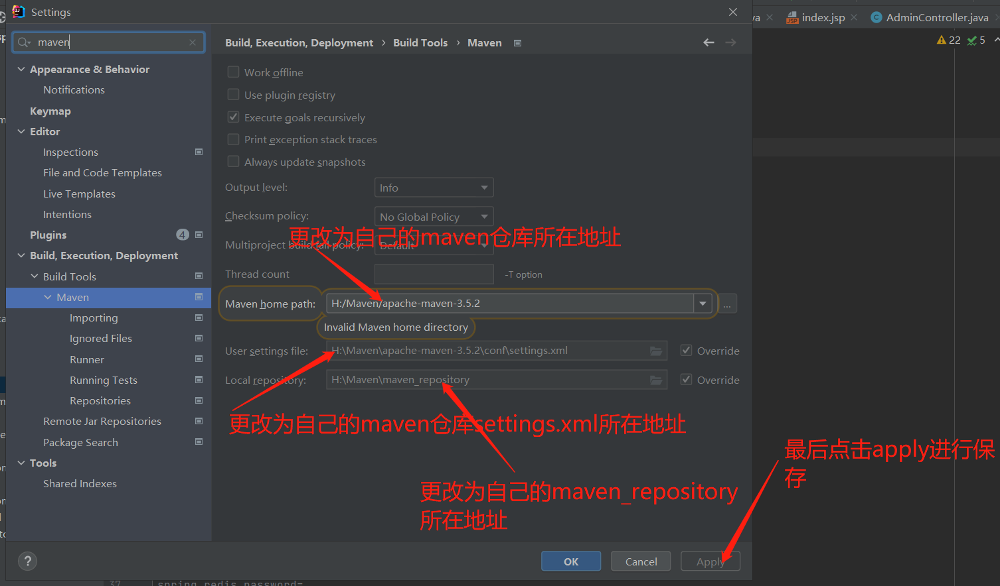 Settings
maven
Appearance & Behavior
Notifications
Keymap
Editor
Inspections
File and Code Templates
Live Templates
Intentions
Plugins 4
Build, Execution, Deployment
Build Tools
Maven
Importing
Ignored Files
Runner
Running Tests
Repositories
Remote Jar Repositories
Package Search
Tools
Shared Indexes
?
Build, Execution, Deployment › Build Tools › Maven
Work offline
Use plugin registry
Execute goals recursively
Print exception stack traces
Always update snapshots
Output level: Info
Checksum policy: No Global Policy
更改为自己的maven仓库所在地址
Multiproject build fail policy: Default
Thread count -T option
Maven home path: H:/Maven/apache-maven-3.5.2 ...
Invalid Maven home directory
User settings file: H:\Maven\apache-maven-3.5.2\conf\settings.xml Override
Local repository: H:\Maven\maven_repository Override
更改为自己的maven仓库settings.xml所在地址
更改为自己的maven_repository
所在地址
最后点击apply进行保
存
OK Cancel Apply
va index.jsp AdminController.java
22 5
37 spring.redis.password=